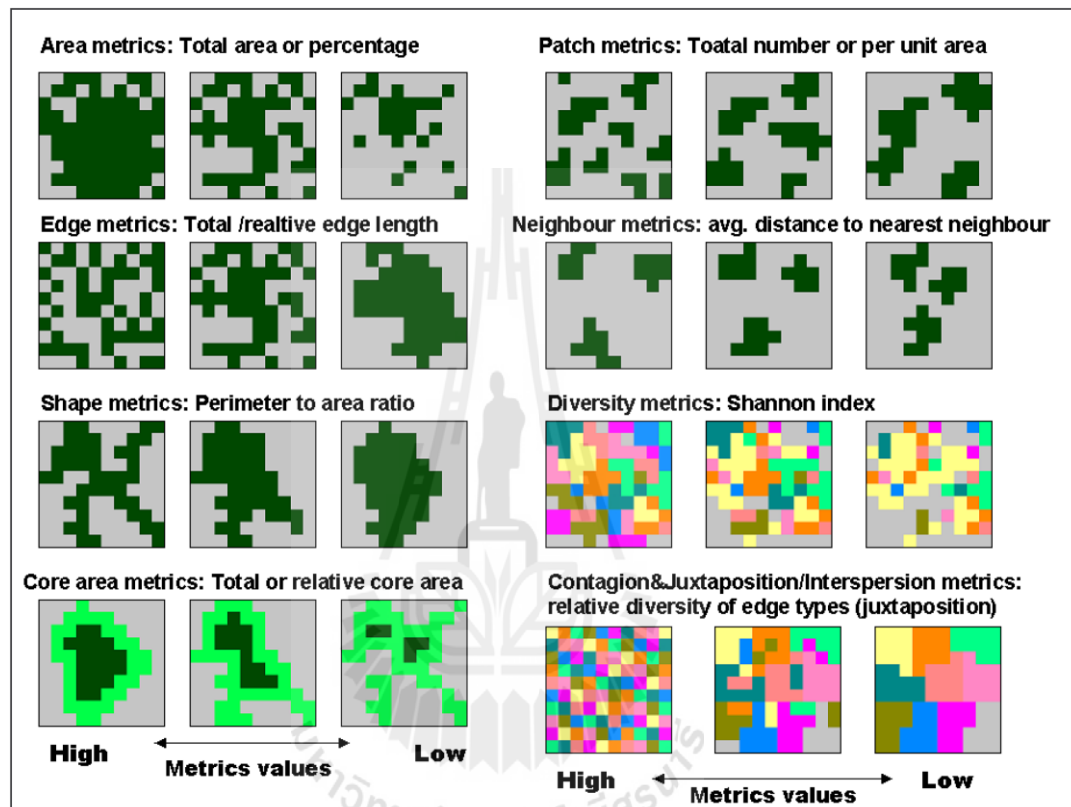 Area metrics: Total area or percentage
Patch metrics: Toatal number or per unit area
Edge metrics: Total /realtive edge length
Neighbour metrics: avg. distance to nearest neighbour
Shape metrics: Perimeter to area ratio
Diversity metrics: Shannon index
Core area metrics: Total or relative core area
Contagion&Juxtaposition/Interspersion metrics:
relative diversity of edge types (juxtaposition)
High
Low
Metrics values
High
Low
Metrics values